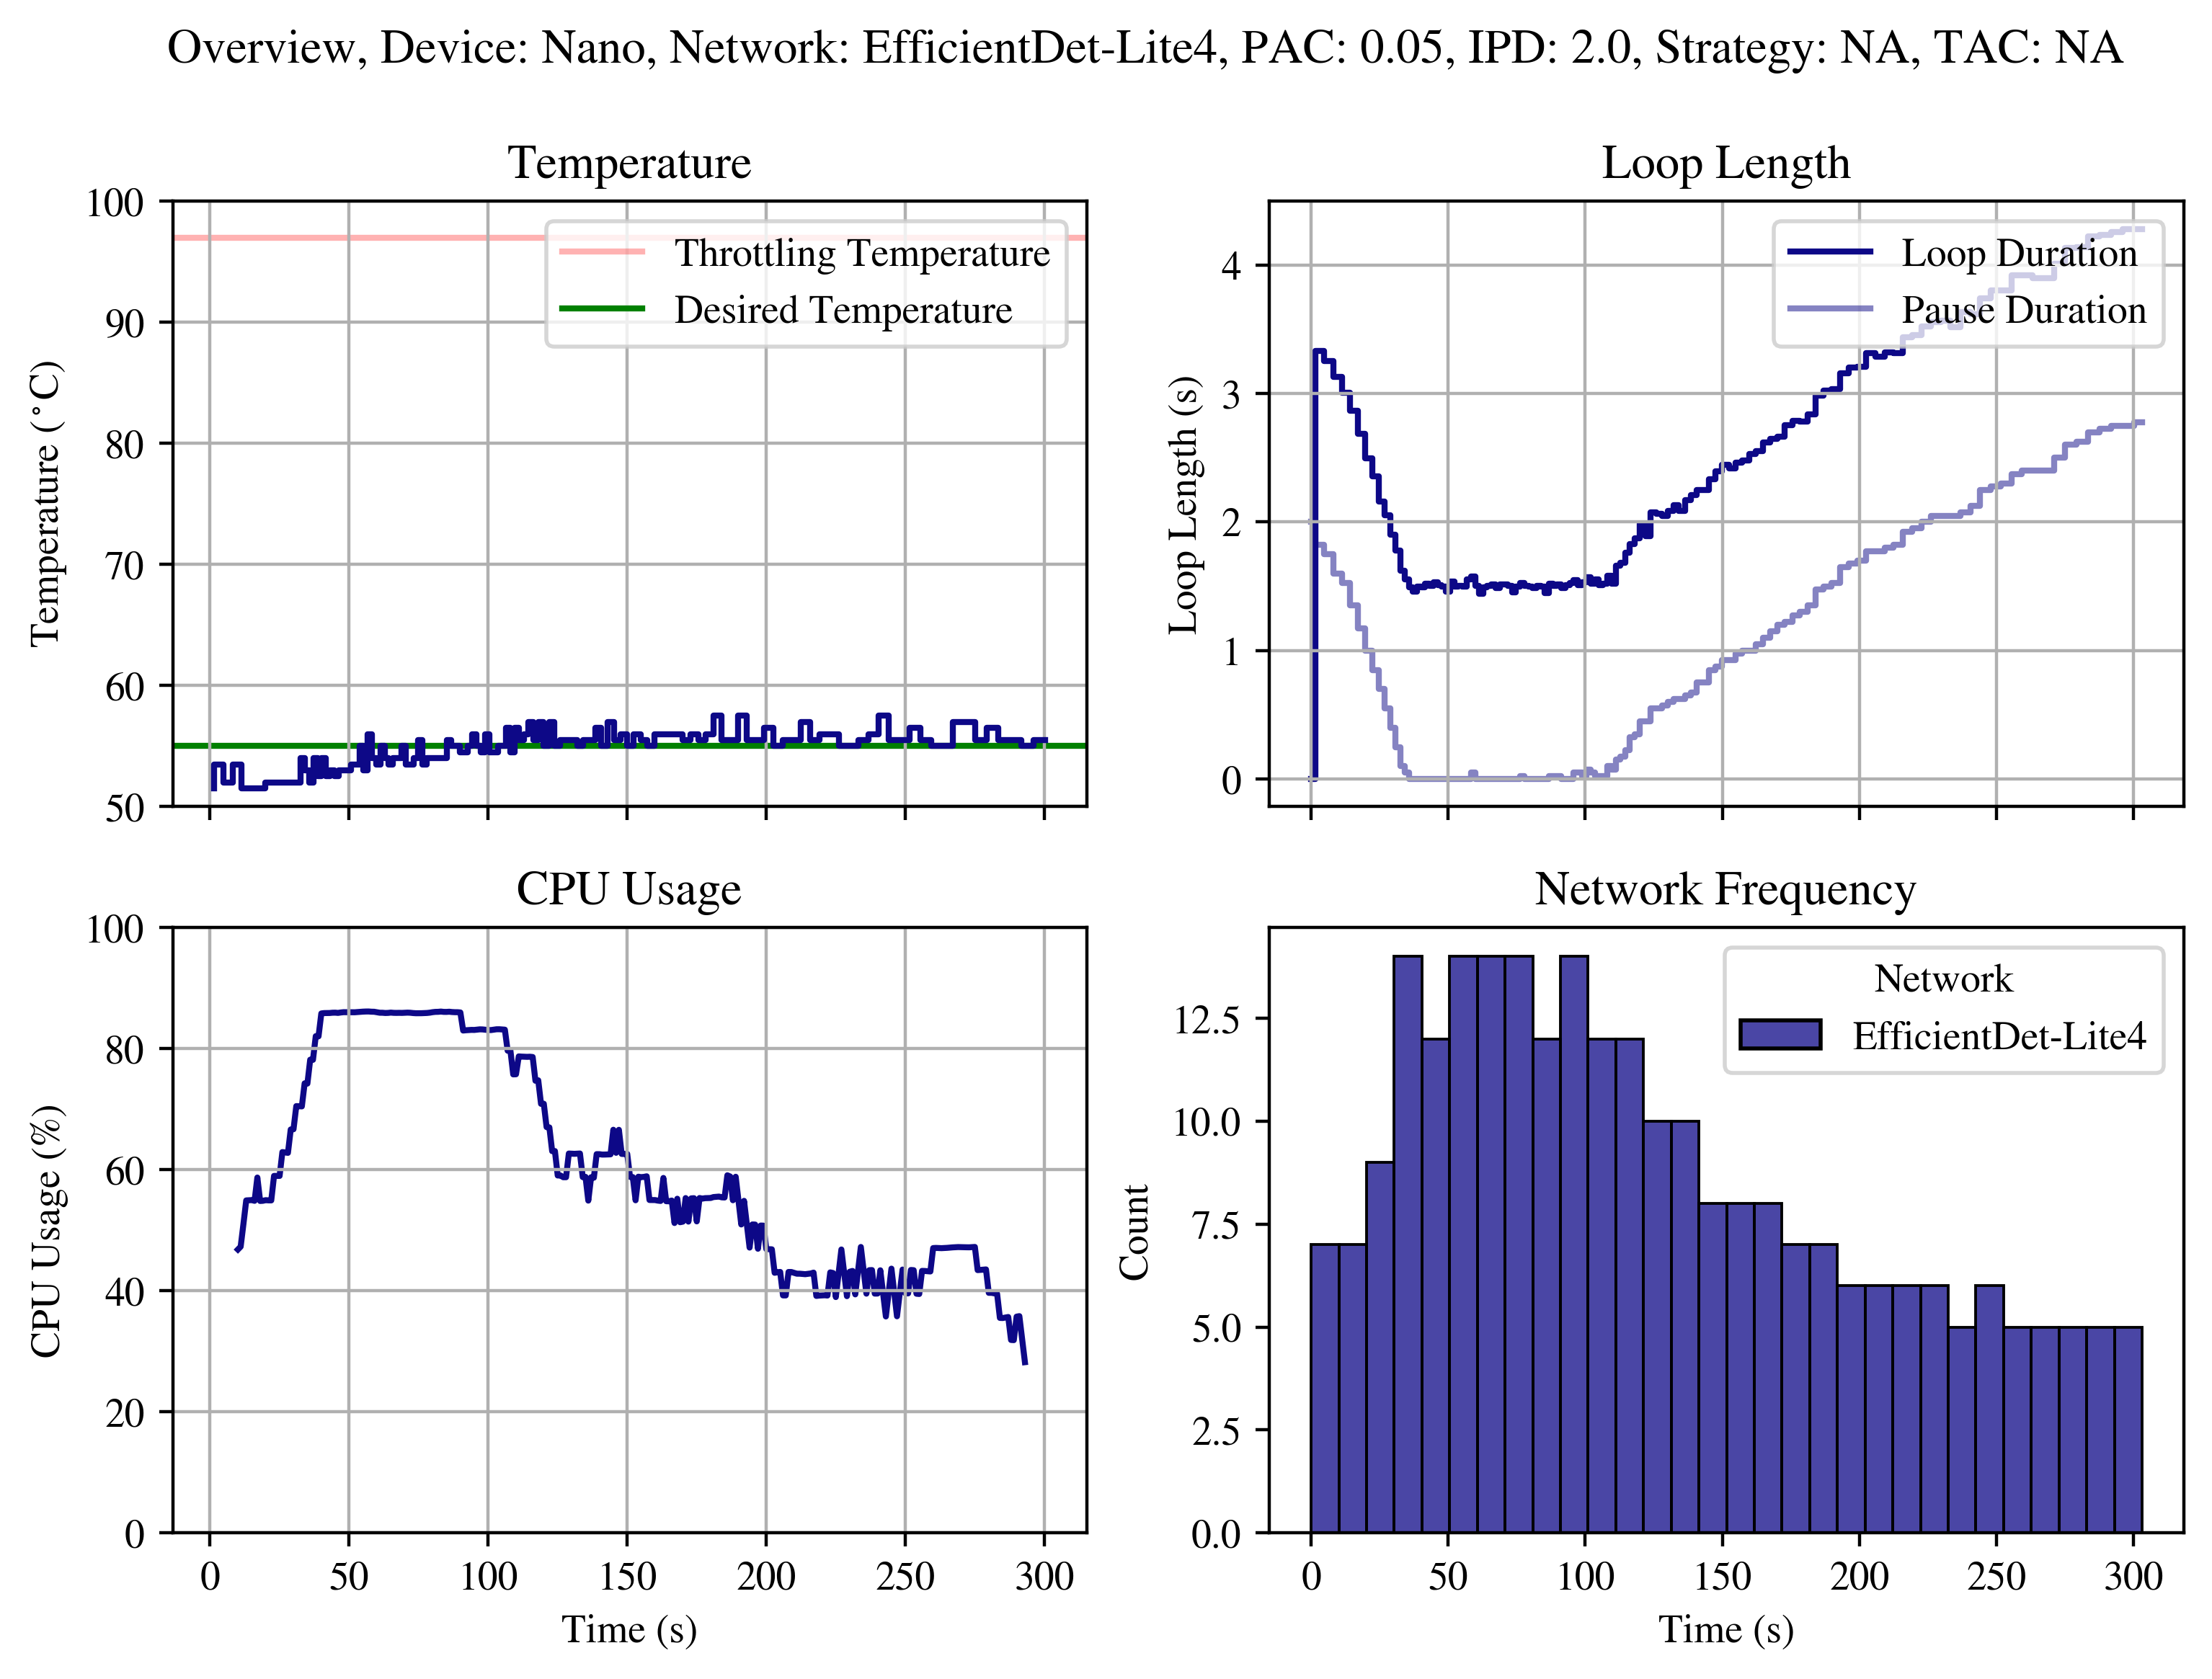 Overview, Device: Nano, Network: EfficientDet-Lite4, PAC: 0.05, IPD: 2.0, Strategy: NA, TAC: NA
Temperature
100
90
80
70
60
50
Temperature (°C)
Throttling Temperature
Desired Temperature
Loop Length
4
3
2
1
0
Loop Length (s)
Loop Duration
Pause Duration
CPU Usage
100
80
60
40
20
0
CPU Usage (%)
0 50 100 150 200 250 300
Time (s)
Network Frequency
12.5
10.0
7.5
5.0
2.5
0.0
Count
Network
EfficientDet-Lite4
0 50 100 150 200 250 300
Time (s)